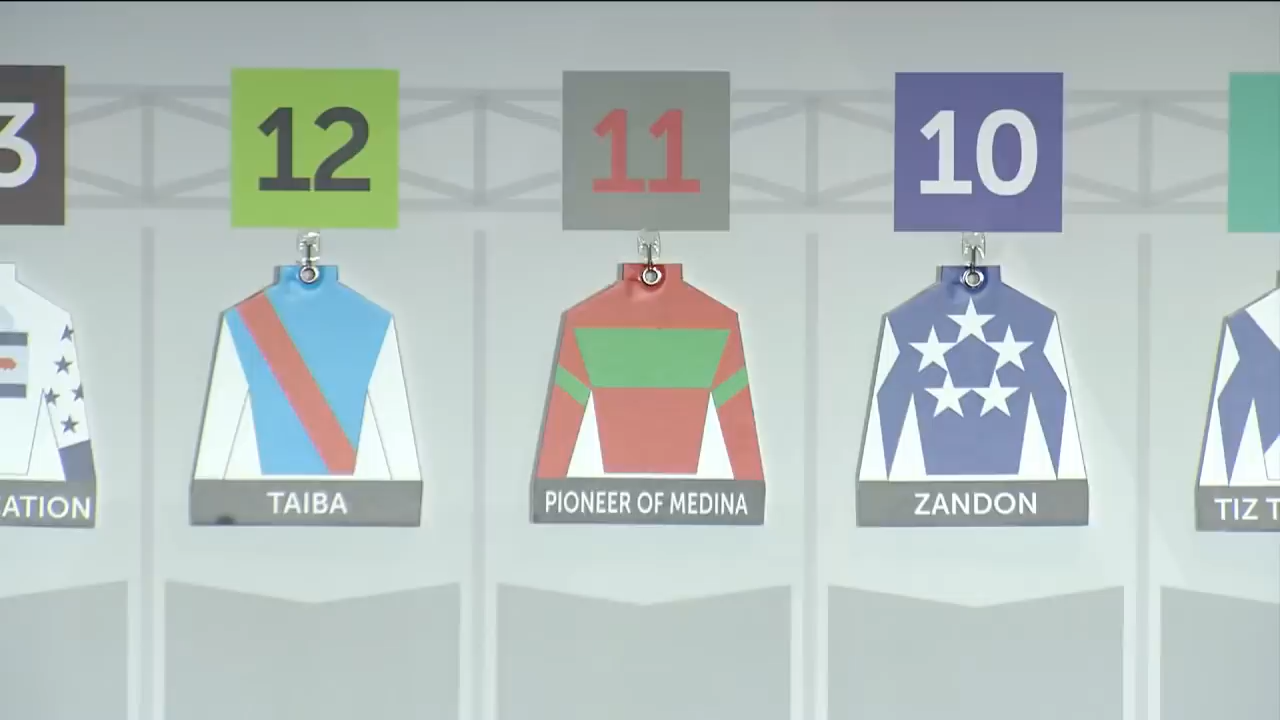 3
12
11
10
ATION
TAIBA
PIONEER OF MEDINA
ZANDON
TIZ T